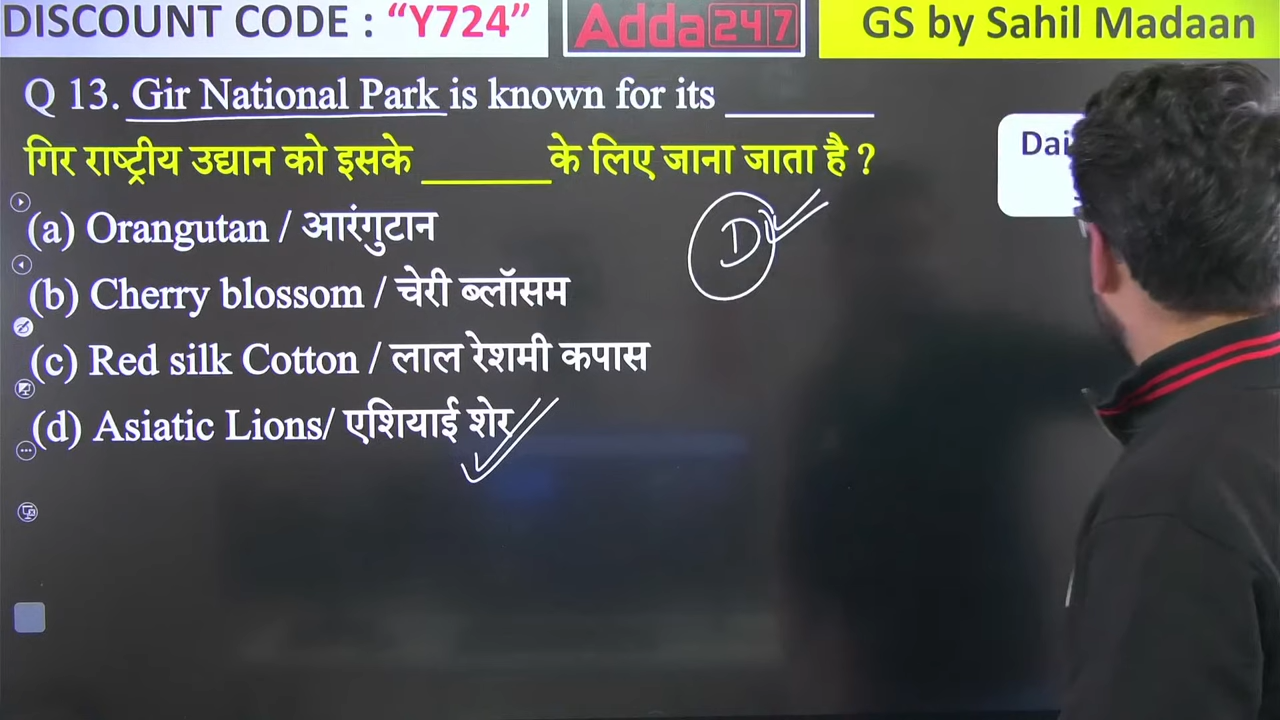 DISCOUNT CODE : “Y724”
Adda247
GS by Sahil Madaan
Q 13. Gir National Park is known for its ______
गिर राष्ट्रीय उद्यान को इसके ______के लिए जाना जाता है ?
Dai
(a) Orangutan / आरंगुटान
D
(b) Cherry blossom / चेरी ब्लॉसम
(c) Red silk Cotton / लाल रेशमी कपास
(d) Asiatic Lions/ एशियाई शेर